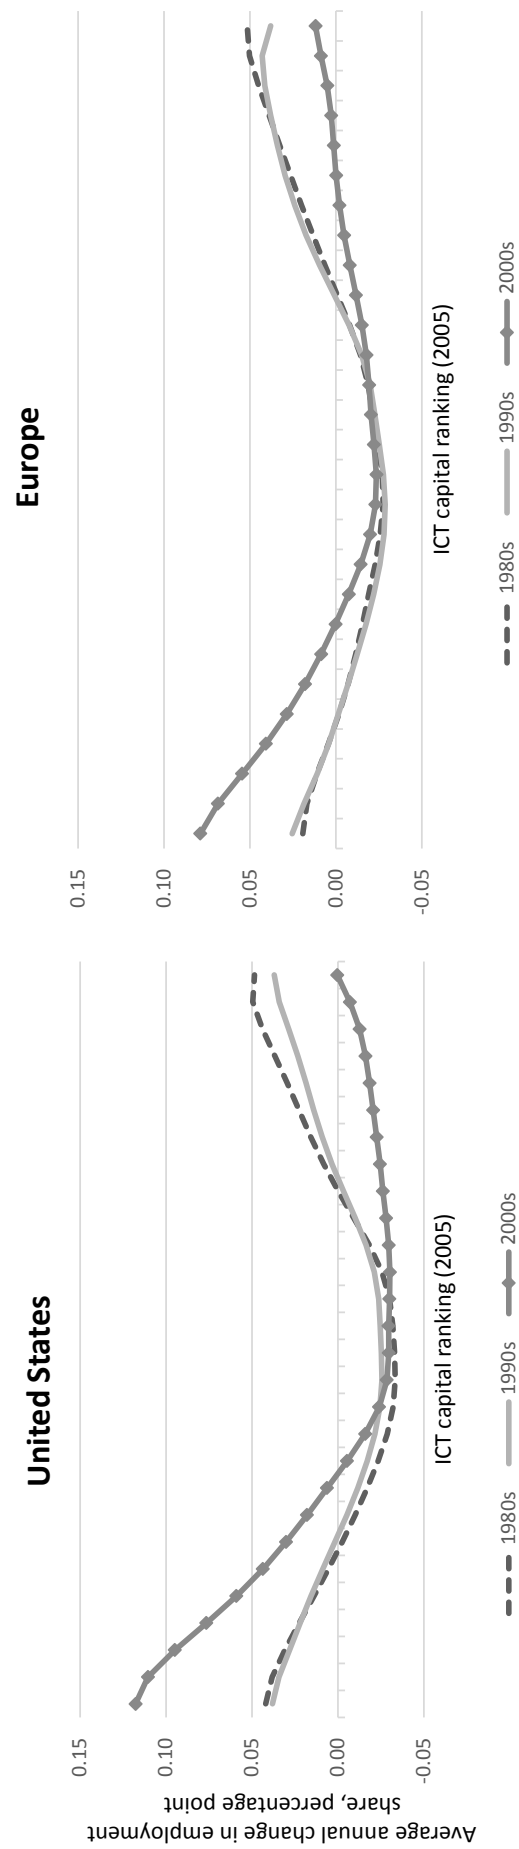 United States
Average annual change in employment
share, percentage point
0.15
0.10
0.05
0.00
-0.05
ICT capital ranking (2005)
1980s 1990s 2000s
Europe
0.15
0.10
0.05
0.00
-0.05
ICT capital ranking (2005)
1980s 1990s 2000s